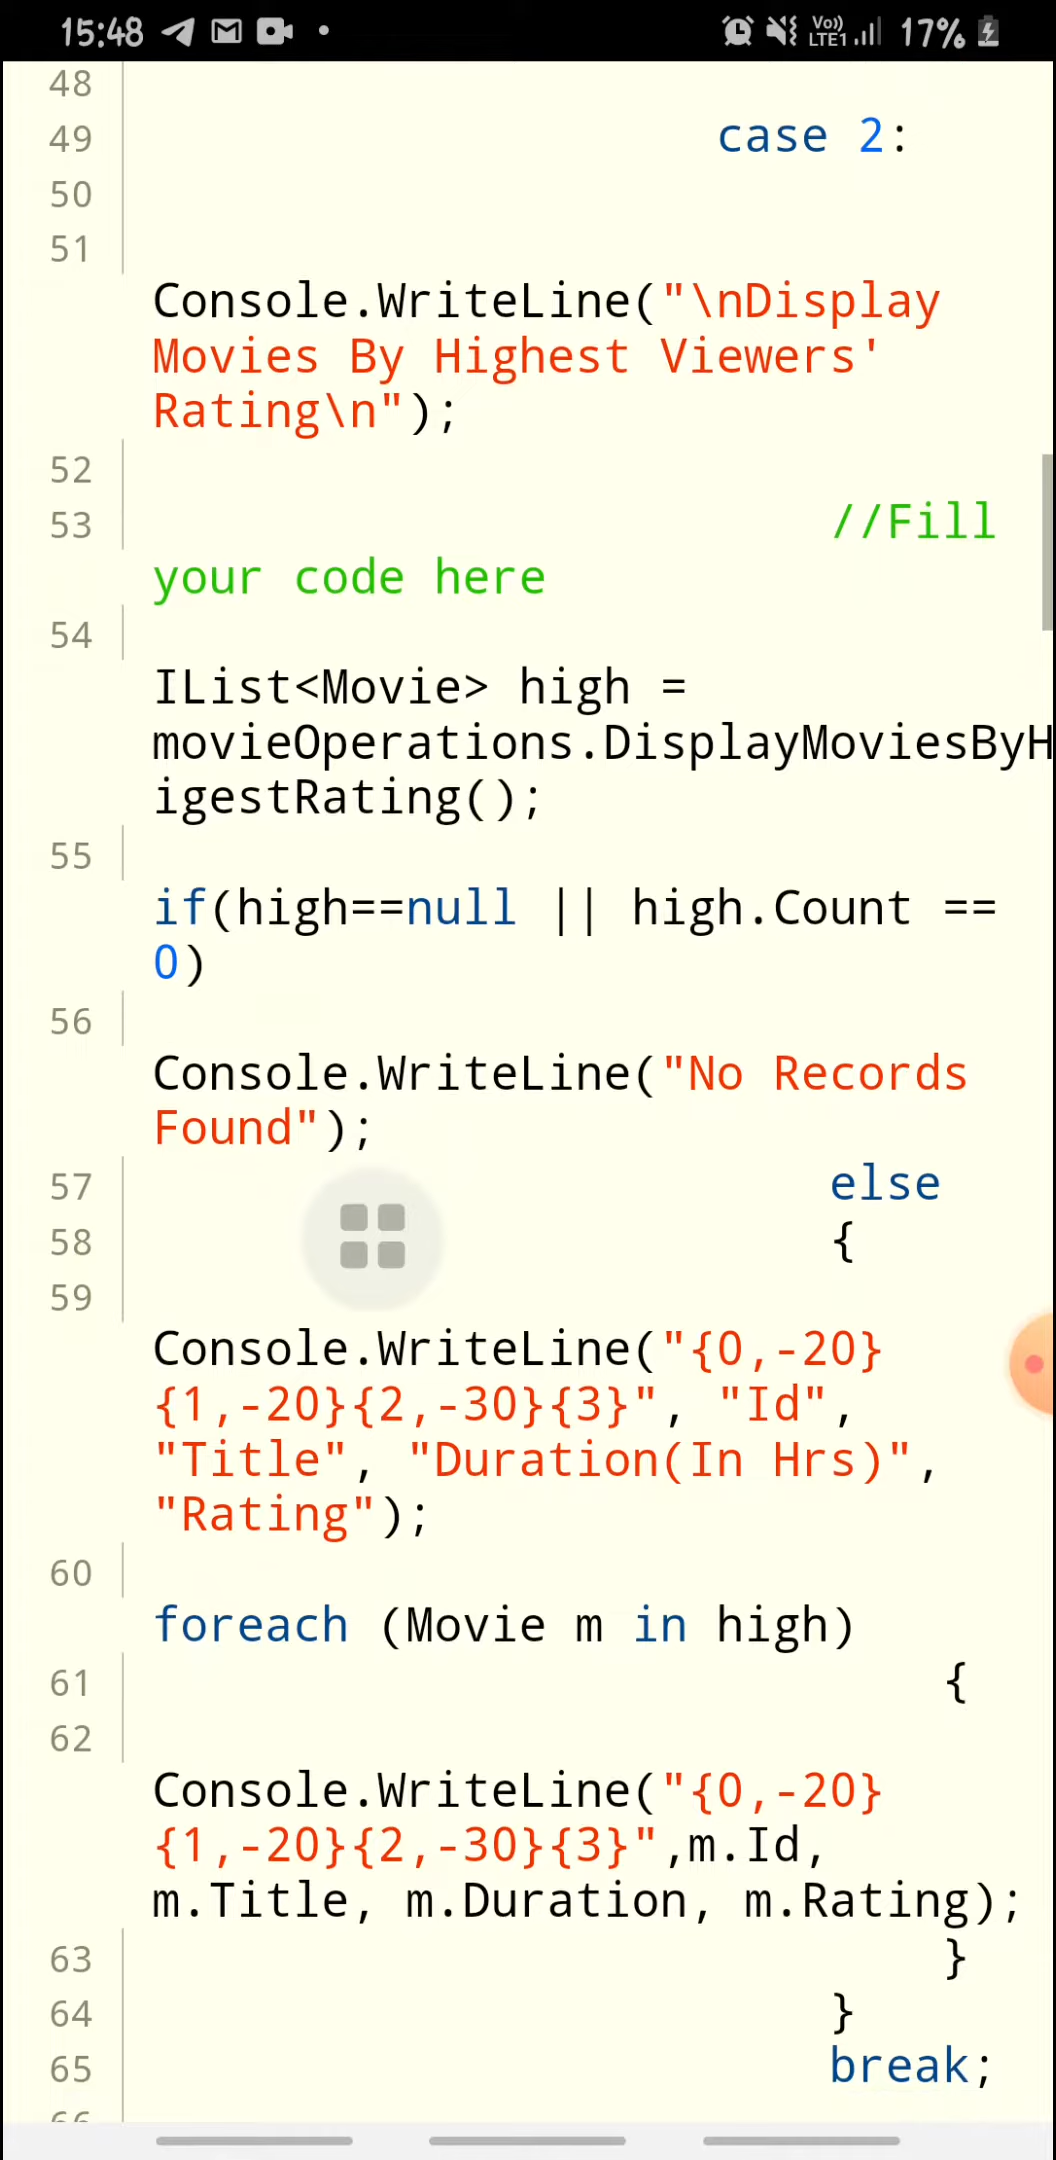 15:48
Vo))
LTE1
17%
48
49 case 2:
50
51
Console.WriteLine("\nDisplay
Movies By Highest Viewers'
Rating\n");
52
53 //Fill
your code here
54
IList<Movie> high =
movieOperations.DisplayMoviesByH
igestRating();
55
if(high==null || high.Count ==
0)
56
Console.WriteLine("No Records
Found");
57 else
58 {
59
Console.WriteLine("{0,-20}
{1,-20}{2,-30}{3}", "Id",
"Title", "Duration(In Hrs)",
"Rating");
60
foreach (Movie m in high)
61 {
62
Console.WriteLine("{0,-20}
{1,-20}{2,-30}{3}",m.Id,
m.Title, m.Duration, m.Rating);
63 }
64 }
65 break;